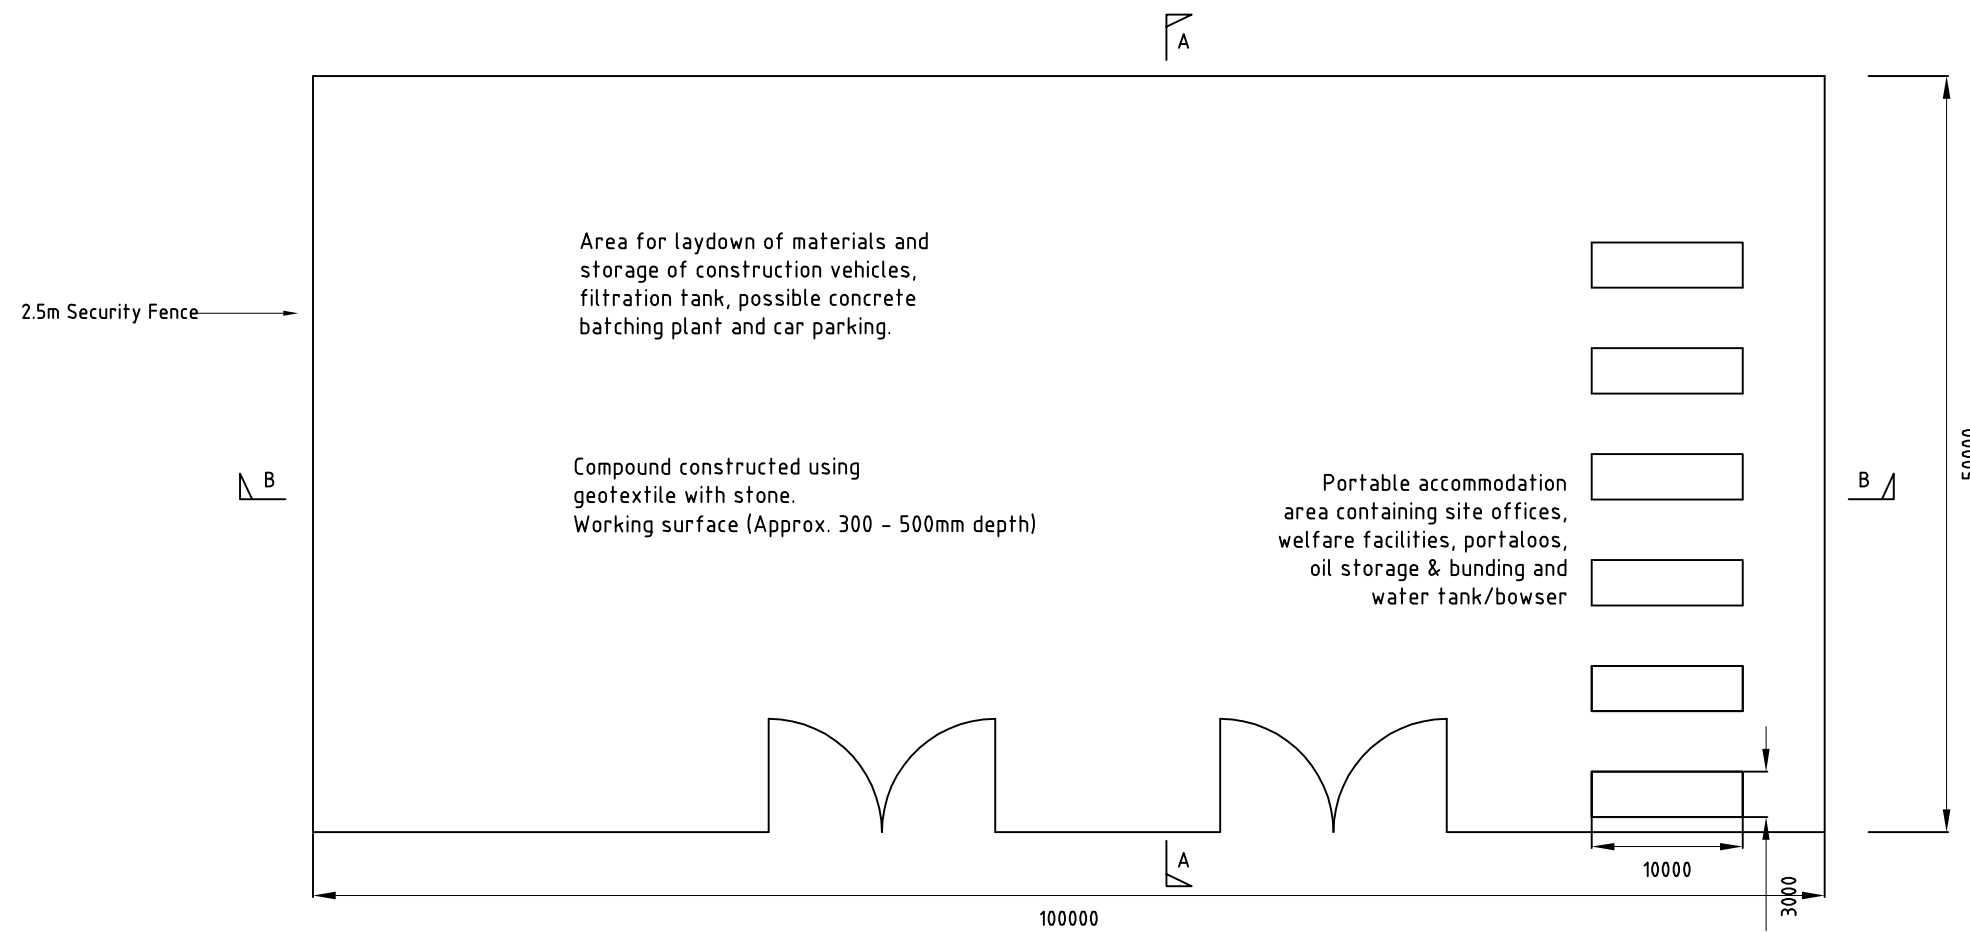 A
Area for laydown of materials and
storage of construction vehicles,
filtration tank, possible concrete
batching plant and car parking.
2.5m Security Fence
B
Compound constructed using
geotextile with stone.
Working surface (Approx. 300 - 500mm depth)
Portable accommodation
area containing site offices,
welfare facilities, portaloos,
oil storage & bunding and
water tank/bowser
B
50000
A
10000
3000
100000